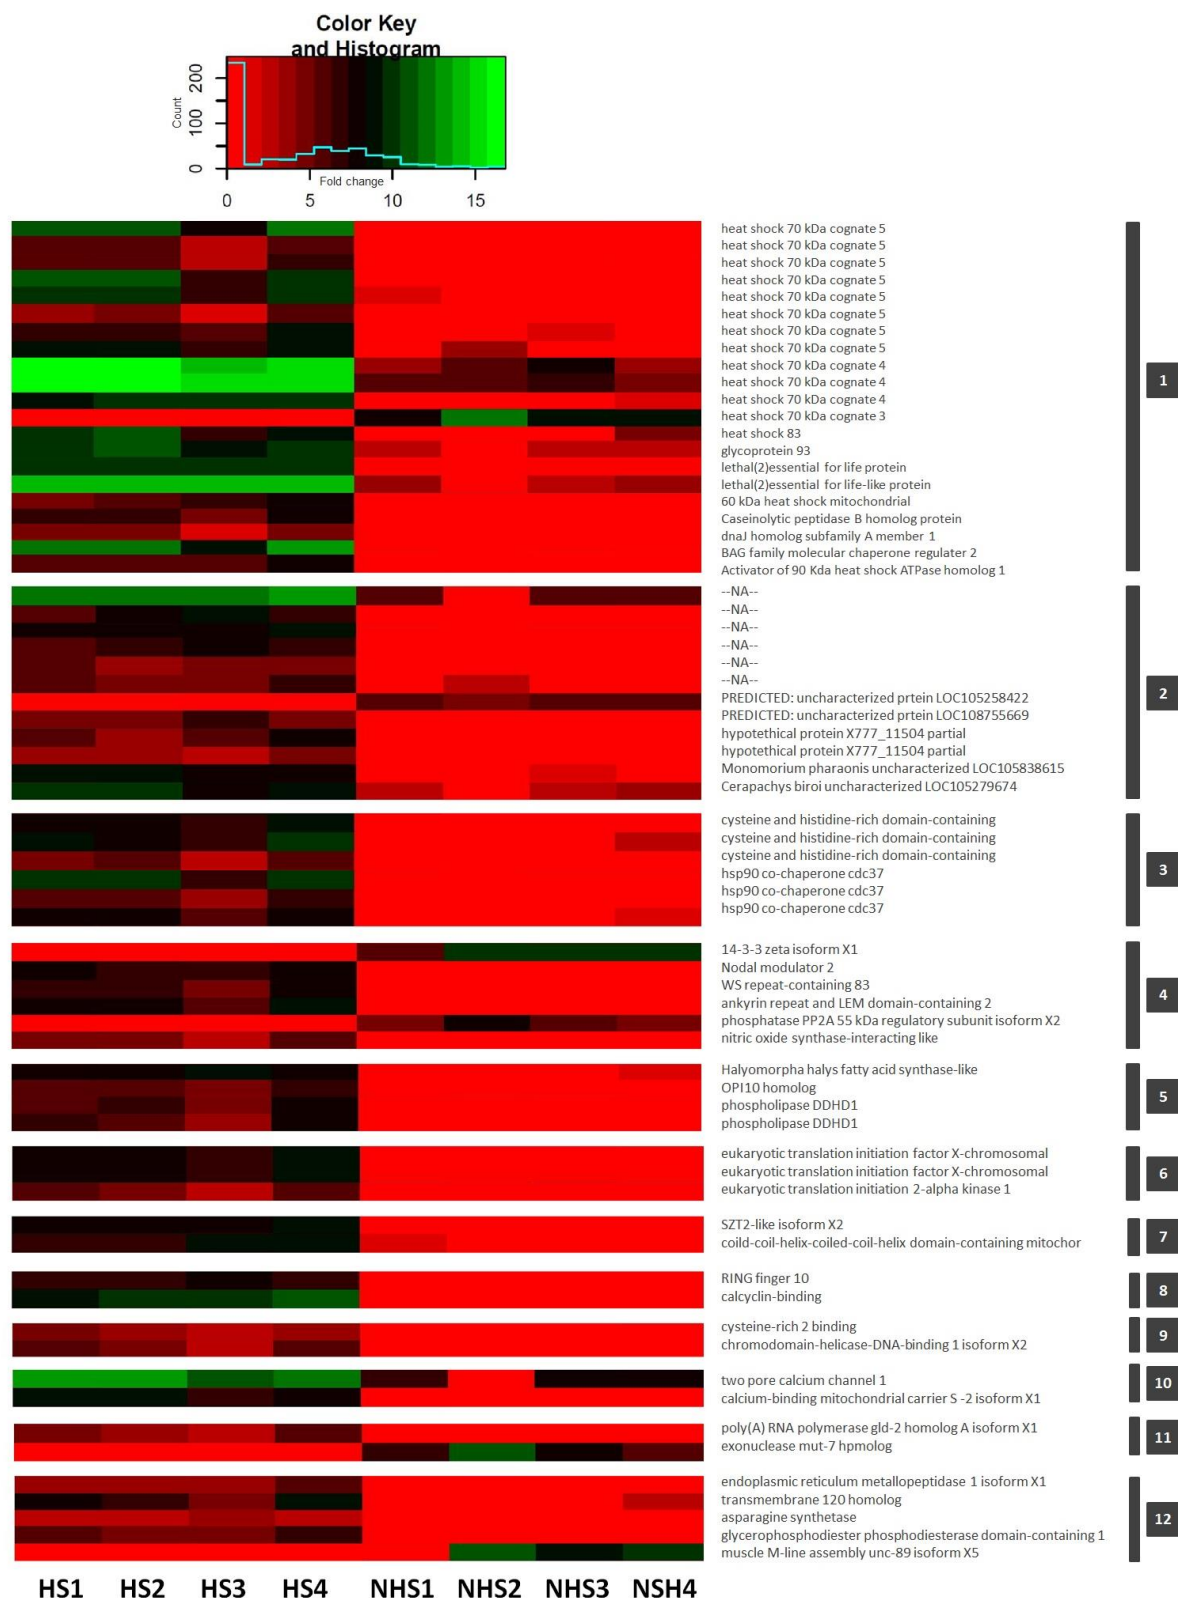 Color Key
and Histogram
Count
0
100
200
Fold change
0 5 10 15
heat shock 70 kDa cognate 5
heat shock 70 kDa cognate 5
heat shock 70 kDa cognate 5
heat shock 70 kDa cognate 5
heat shock 70 kDa cognate 5
heat shock 70 kDa cognate 5
heat shock 70 kDa cognate 5
heat shock 70 kDa cognate 5
heat shock 70 kDa cognate 4
heat shock 70 kDa cognate 4
heat shock 70 kDa cognate 4
heat shock 70 kDa cognate 3
heat shock 83
glycoprotein 93
lethal(2)essential for life protein
lethal(2)essential for life-like protein
60 kDa heat shock mitochondrial
Caseinolytic peptidase B homolog protein
dnaJ homolog subfamily A member 1
BAG family molecular chaperone regulater 2
Activator of 90 Kda heat shock ATPase homolog 1
1
--NA--
--NA--
--NA--
--NA--
--NA--
--NA--
PREDICTED: uncharacterized prtein LOC105258422
PREDICTED: uncharacterized prtein LOC108755669
hypotethical protein X777_11504 partial
hypotethical protein X777_11504 partial
Monomorium pharaonis uncharacterized LOC105838615
Cerapachys biroi uncharacterized LOC105279674
2
cysteine and histidine-rich domain-containing
cysteine and histidine-rich domain-containing
cysteine and histidine-rich domain-containing
hsp90 co-chaperone cdc37
hsp90 co-chaperone cdc37
hsp90 co-chaperone cdc37
3
14-3-3 zeta isoform X1
Nodal modulator 2
WS repeat-containing 83
ankyrin repeat and LEM domain-containing 2
phosphatase PP2A 55 kDa regulatory subunit isoform X2
nitric oxide synthase-interacting like
4
Halyomorpha halys fatty acid synthase-like
OPI10 homolog
phospholipase DDHD1
phospholipase DDHD1
5
eukaryotic translation initiation factor X-chromosomal
eukaryotic translation initiation factor X-chromosomal
eukaryotic translation initiation 2-alpha kinase 1
6
SZT2-like isoform X2
coild-coil-helix-coiled-coil-helix domain-containing mitochor
7
RING finger 10
calcyclin-binding
8
cysteine-rich 2 binding
chromodomain-helicase-DNA-binding 1 isoform X2
9
two pore calcium channel 1
calcium-binding mitochondrial carrier S -2 isoform X1
10
poly(A) RNA polymerase gld-2 homolog A isoform X1
exonuclease mut-7 hpmolog
11
endoplasmic reticulum metallopeptidase 1 isoform X1
transmembrane 120 homolog
asparagine synthetase
glycerophosphodiester phosphodiesterase domain-containing 1
muscle M-line assembly unc-89 isoform X5
12
HS1 HS2 HS3 HS4 NHS1 NHS2 NHS3 NSH4